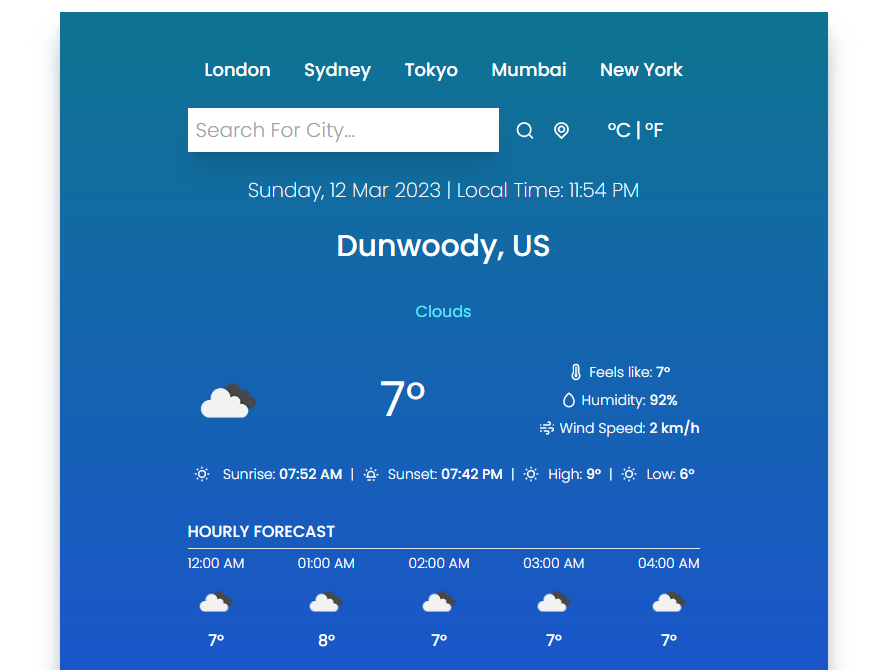 London Sydney Tokyo Mumbai New York
Search For City... °C | °F
Sunday, 12 Mar 2023 | Local Time: 11:54 PM
Dunwoody, US
Clouds
7°
Feels like: 7°
Humidity: 92%
Wind Speed: 2 km/h
Sunrise: 07:52 AM | Sunset: 07:42 PM | High: 9° | Low: 6°
HOURLY FORECAST
12:00 AM 01:00 AM 02:00 AM 03:00 AM 04:00 AM
7° 8° 7° 7° 7°